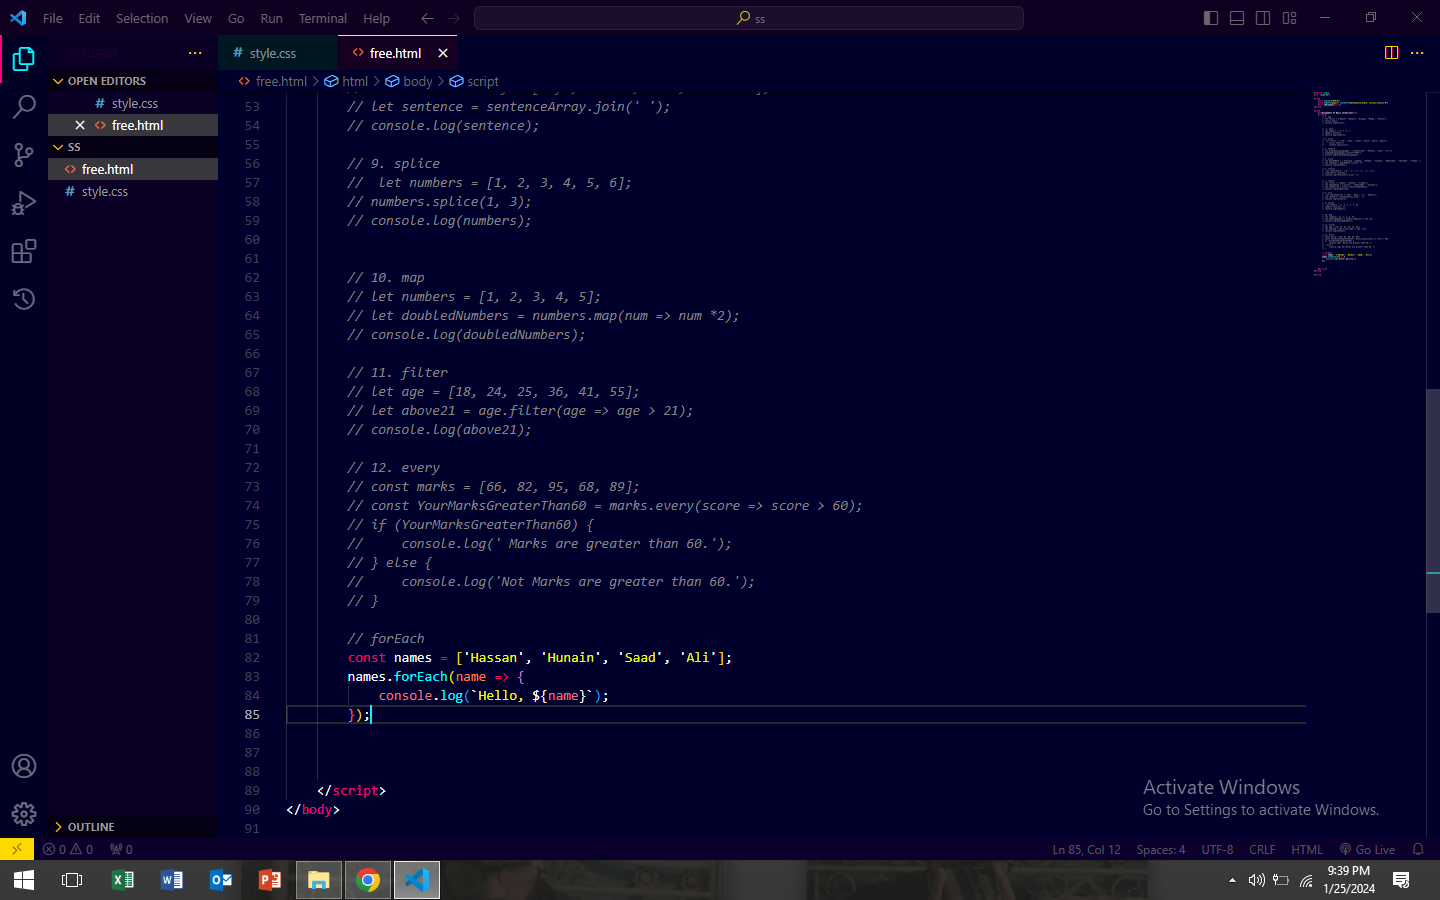 File Edit Selection View Go Run Terminal Help
ss
EXPLORER
# style.css
<> free.html
<> free.html > html > body > script
OPEN EDITORS
# style.css
<> free.html
SS
<> free.html
# style.css
53 // let sentence = sentenceArray.join(' ');
54 // console.log(sentence);
55
56 // 9. splice
57 //  let numbers = [1, 2, 3, 4, 5, 6];
58 // numbers.splice(1, 3);
59 // console.log(numbers);
60
61
62 // 10. map
63 // let numbers = [1, 2, 3, 4, 5];
64 // let doubledNumbers = numbers.map(num => num *2);
65 // console.log(doubledNumbers);
66
67 // 11. filter
68 // let age = [18, 24, 25, 36, 41, 55];
69 // let above21 = age.filter(age => age > 21);
70 // console.log(above21);
71
72 // 12. every
73 // const marks = [66, 82, 95, 68, 89];
74 // const YourMarksGreaterThan60 = marks.every(score => score > 60);
75 // if (YourMarksGreaterThan60) {
76 //     console.log(' Marks are greater than 60.');
77 // } else {
78 //     console.log('Not Marks are greater than 60.');
79 // }
80
81 // forEach
82 const names = ['Hassan', 'Hunain', 'Saad', 'Ali'];
83 names.forEach(name => {
84     console.log(`Hello, ${name}`);
85 });
86
87
88
89 </script>
90 </body>
91
Activate Windows
Go to Settings to activate Windows.
OUTLINE
0 0 0
Ln 85, Col 12 Spaces: 4 UTF-8 CRLF HTML Go Live
9:39 PM
1/25/2024